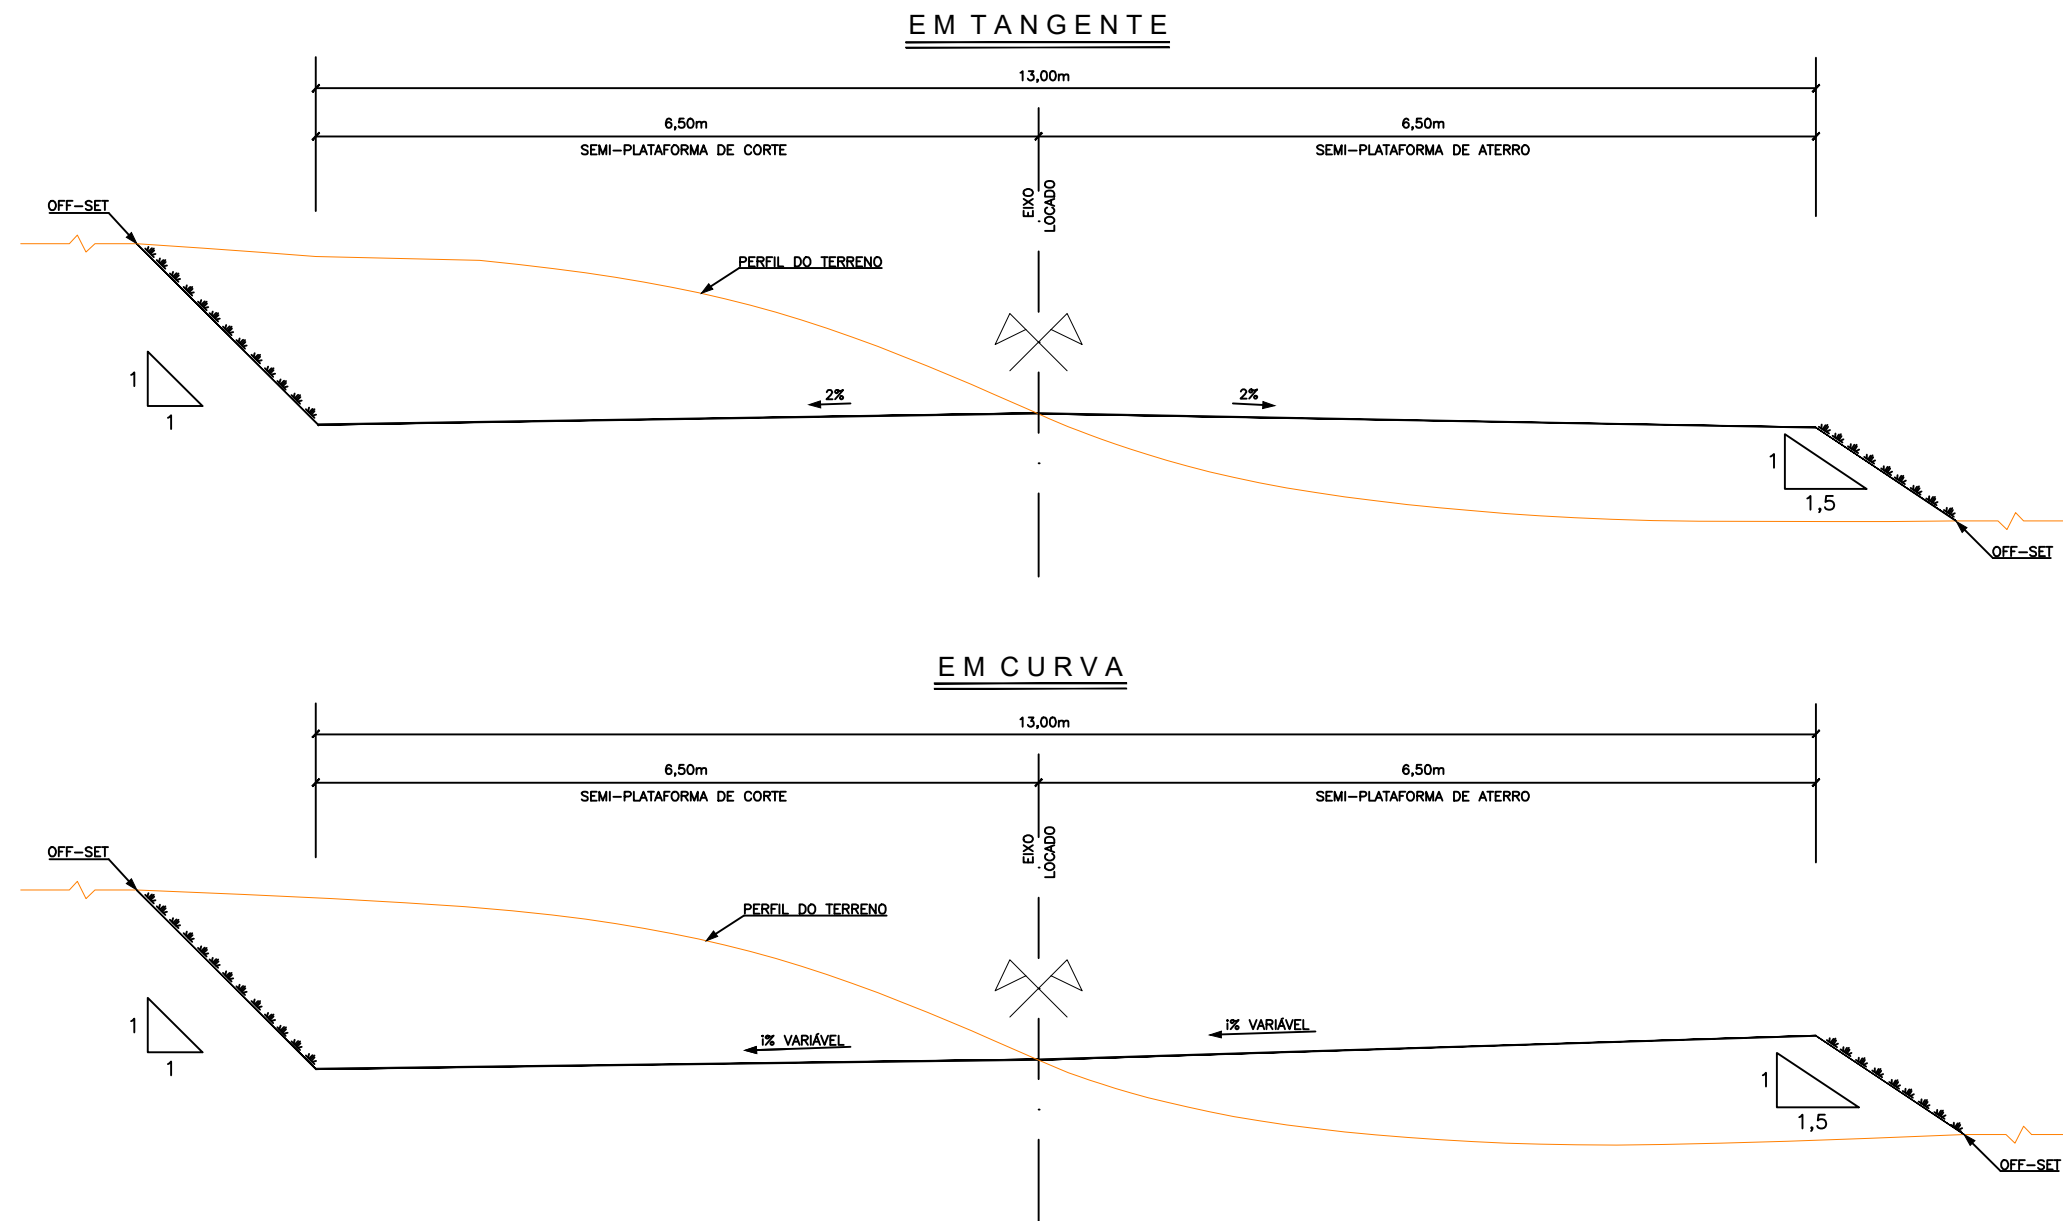 EM TANGENTE
13,00m
6,50m
6,50m
SEMI-PLATAFORMA DE CORTE
SEMI-PLATAFORMA DE ATERRO
EIXO
LOCADO
OFF-SET
PERFIL DO TERRENO
1
1
2%
2%
1
1,5
OFF-SET
EM CURVA
13,00m
6,50m
6,50m
SEMI-PLATAFORMA DE CORTE
SEMI-PLATAFORMA DE ATERRO
EIXO
LOCADO
OFF-SET
PERFIL DO TERRENO
1
1
i% VARIÁVEL
i% VARIÁVEL
1
1,5
OFF-SET